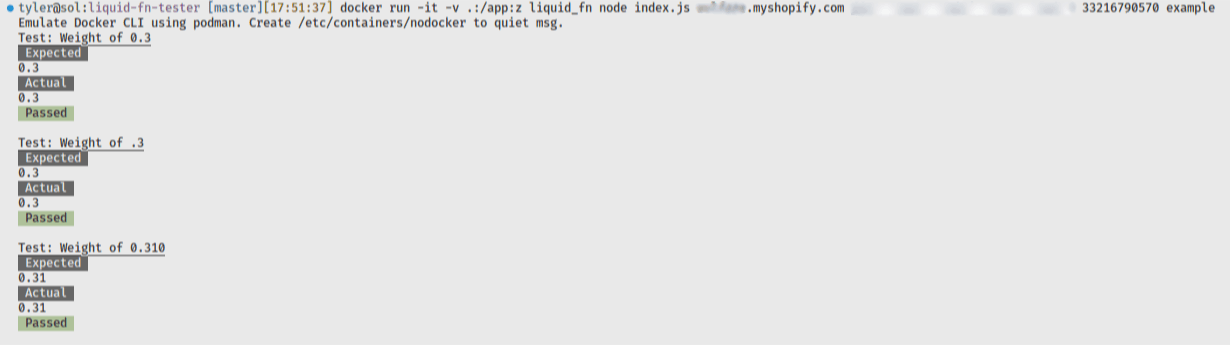 tyler@sol:liquid-fn-tester [master][17:51:37] docker run -it -v .:/app:z liquid_fn node index.js .myshopify.com 33216790570 example
Emulate Docker CLI using podman. Create /etc/containers/nodocker to quiet msg.
Test: Weight of 0.3
Expected
0.3
Actual
0.3
Passed
Test: Weight of .3
Expected
0.3
Actual
0.3
Passed
Test: Weight of 0.310
Expected
0.31
Actual
0.31
Passed